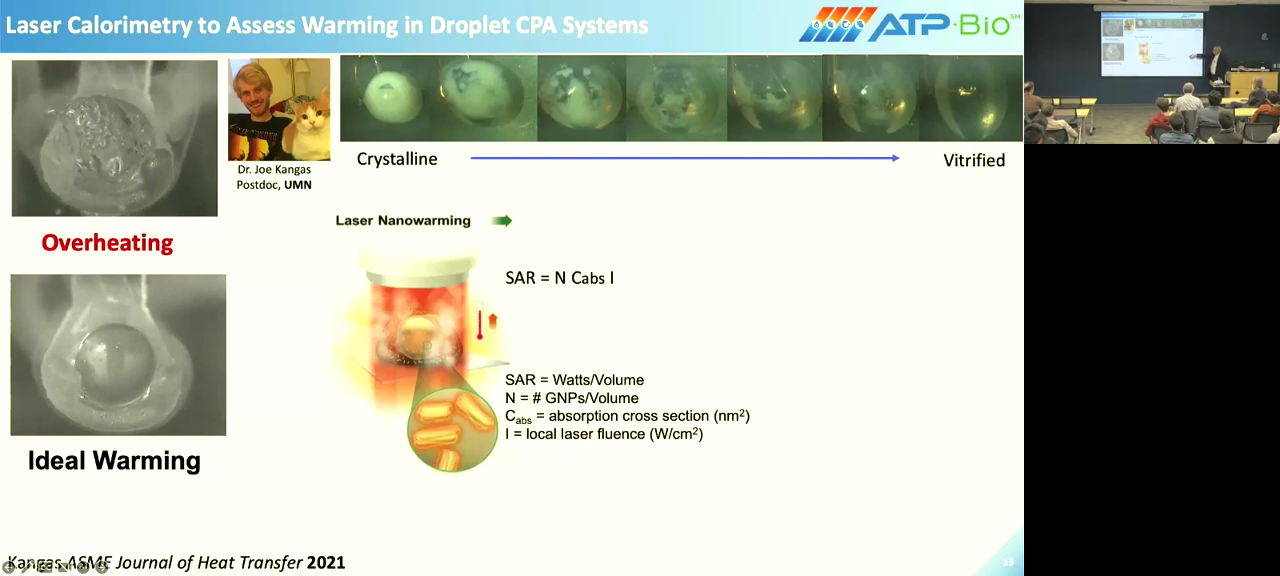 Laser Calorimetry to Assess Warming in Droplet CPA Systems
ATP-Bio℠
Dr. Joe Kangas
Postdoc, UMN
Crystalline
Vitrified
Overheating
Laser Nanowarming
SAR = N Cabs I
SAR = Watts/Volume
N = # GNPs/Volume
Cabs = absorption cross section (nm²)
I = local laser fluence (W/cm²)
Ideal Warming
Kangas ASME Journal of Heat Transfer 2021
13